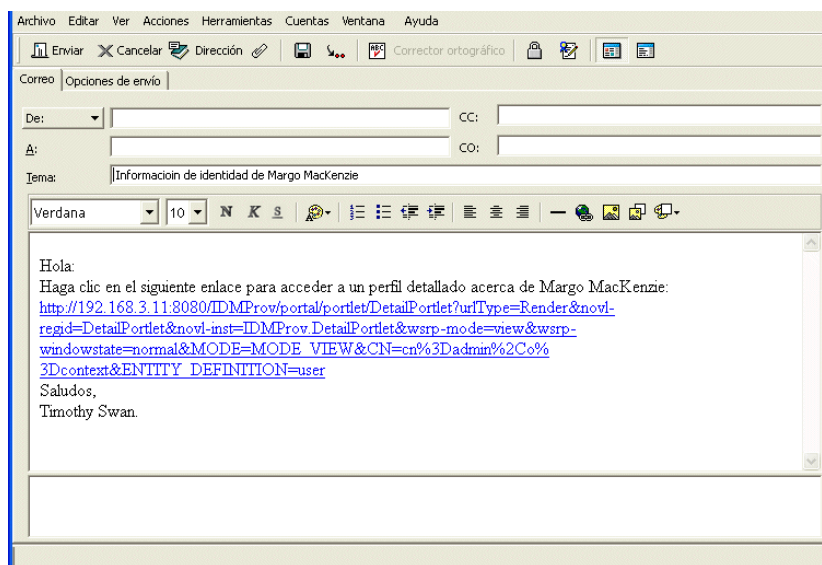 Archivo Editar Ver Acciones Herramientas Cuentas Ventana Ayuda
Enviar Cancelar Dirección ABC Corrector ortográfico
Correo Opciones de envío
De: CC:
A: CO:
Tema: Informacioin de identidad de Margo MacKenzie
Verdana 10 N K S
Hola:
Haga clic en el siguiente enlace para acceder a un perfil detallado acerca de Margo MacKenzie:
http://192.168.3.11:8080/IDMProv/portal/portlet/DetailPortlet?urlType=Render&novl-
regid=DetailPortlet&novl-inst=IDMProv.DetailPortlet&wsrp-mode=view&wsrp-
windowstate=normal&MODE=MODE_VIEW&CN=cn%3Dadmin%2Co%
3Dcontext&ENTITY_DEFINITION=user
Saludos,
Timothy Swan.